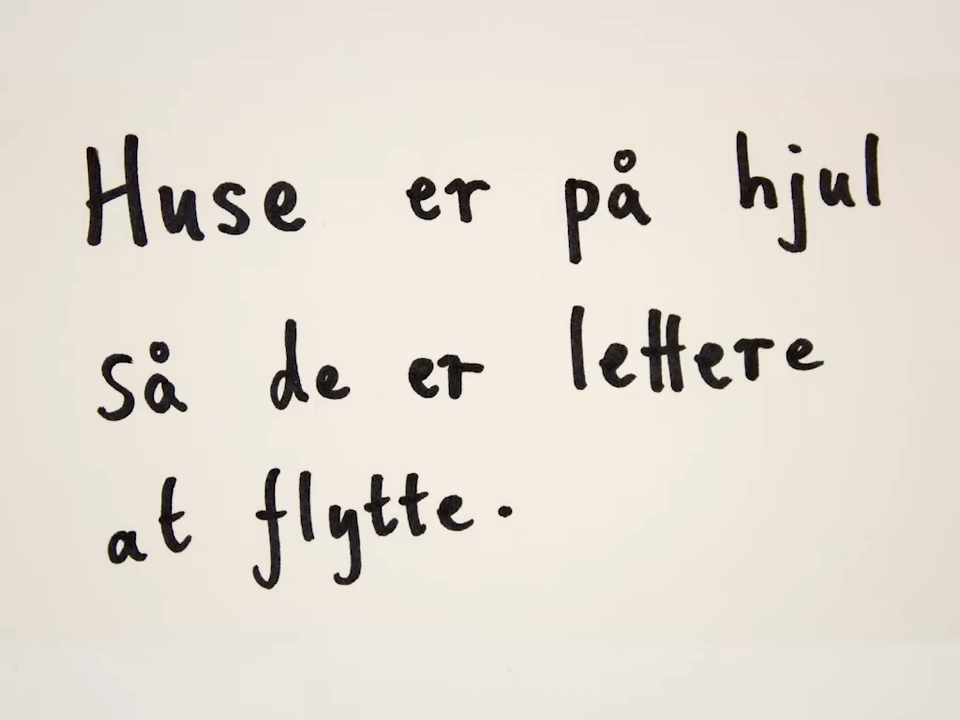 Huse er på hjul
så de er lettere
at flytte.